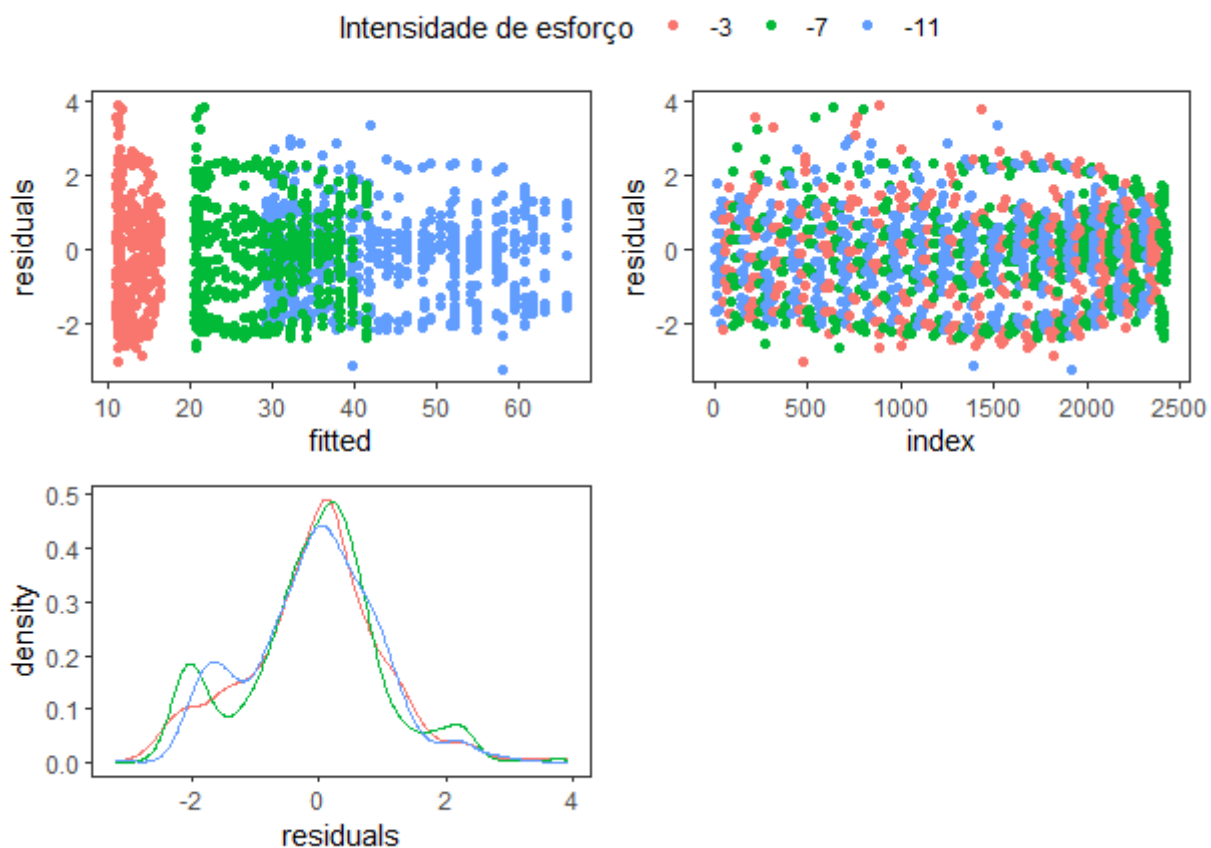 Intensidade de esforço -3 -7 -11
4
2
0
-2
residuals
10 20 30 40 50 60
fitted
4
2
0
-2
residuals
0 500 1000 1500 2000 2500
index
0.5
0.4
0.3
0.2
0.1
0.0
density
-2 0 2 4
residuals